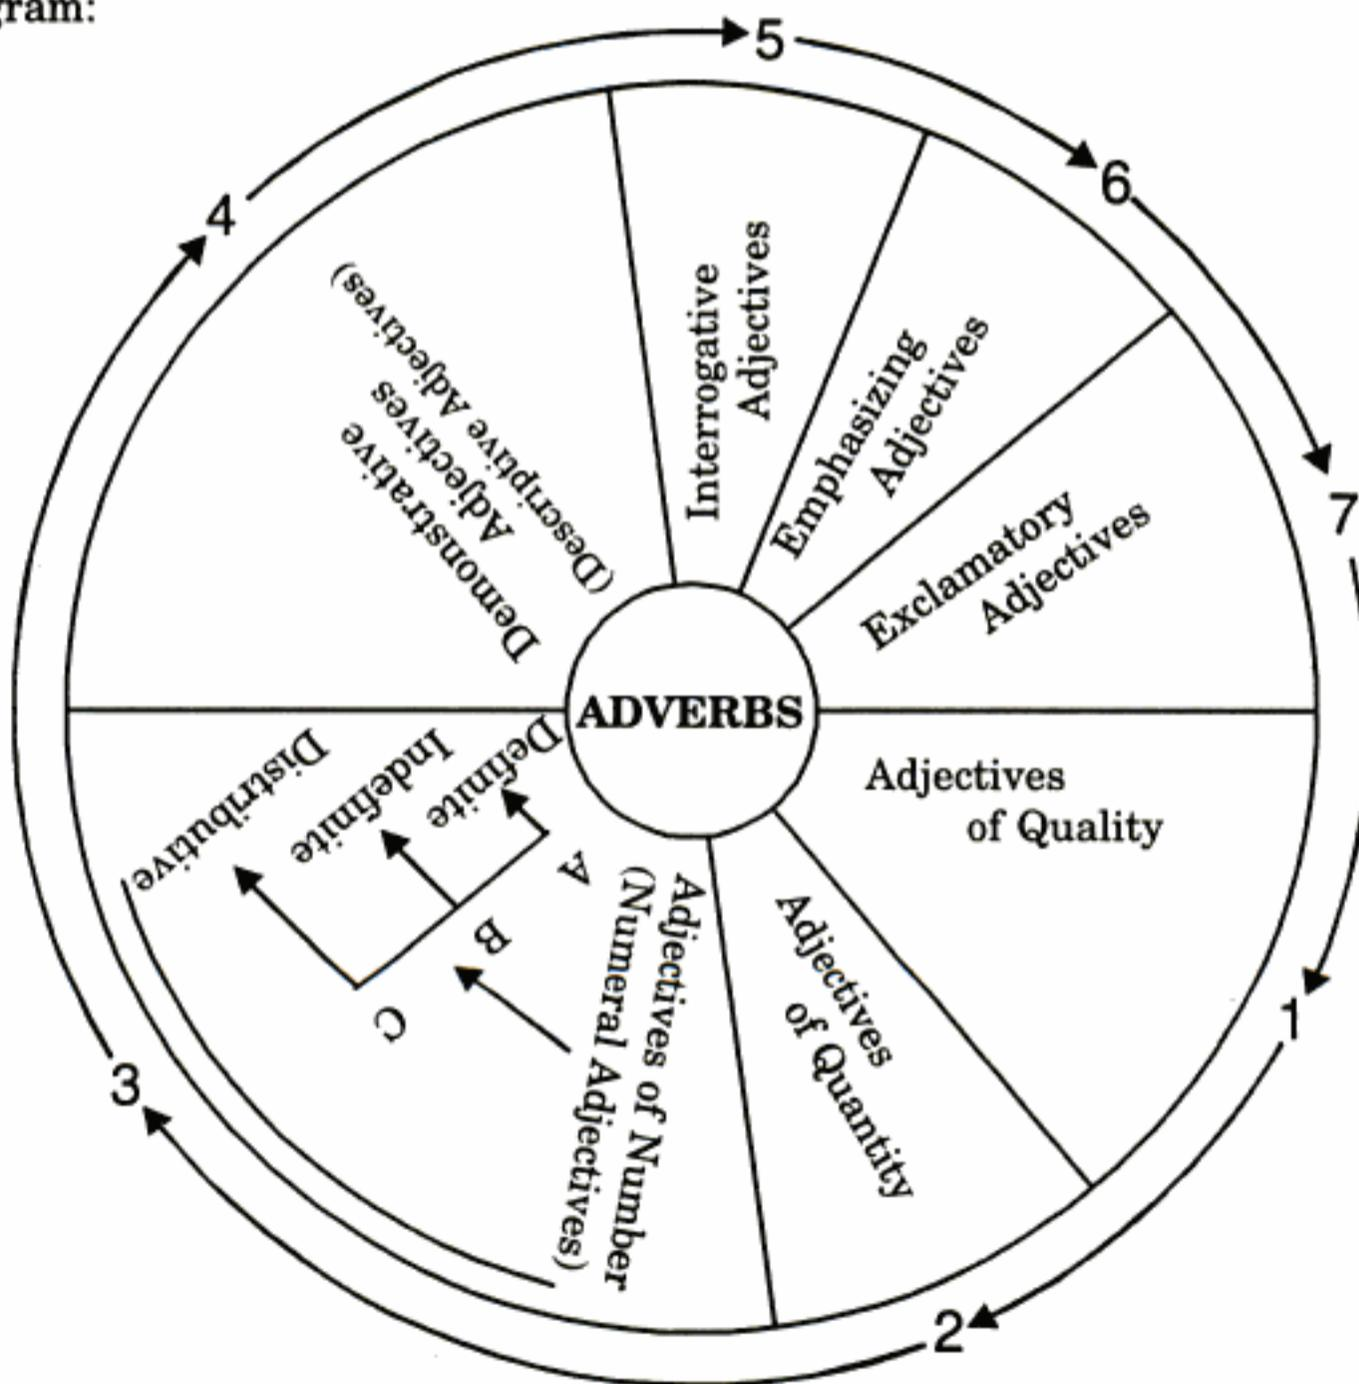 gram:
ADVERBS
1
Adjectives
of Quality
2
Adjectives
of Quantity
3
Adjectives of Number
(Numeral Adjectives)
A
Definite
B
Indefinite
C
Distributive
4
Demonstrative
Adjectives
(Descriptive Adjectives)
5
Interrogative
Adjectives
6
Emphasizing
Adjectives
7
Exclamatory
Adjectives